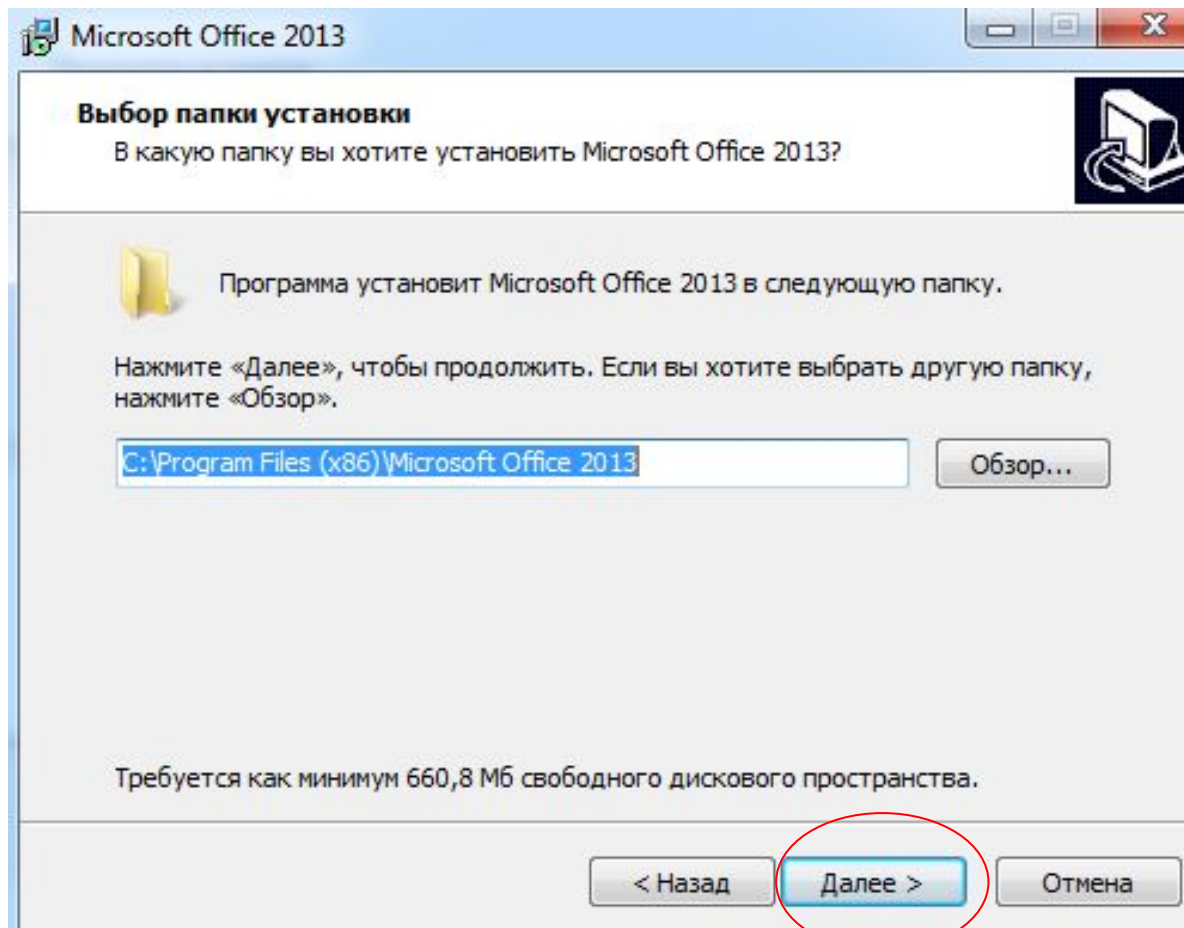 Microsoft Office 2013
Выбор папки установки
В какую папку вы хотите установить Microsoft Office 2013?
Программа установит Microsoft Office 2013 в следующую папку.
Нажмите «Далее», чтобы продолжить. Если вы хотите выбрать другую папку,
нажмите «Обзор».
C:\Program Files (x86)\Microsoft Office 2013
Обзор...
Требуется как минимум 660,8 Мб свободного дискового пространства.
< Назад
Далее >
Отмена